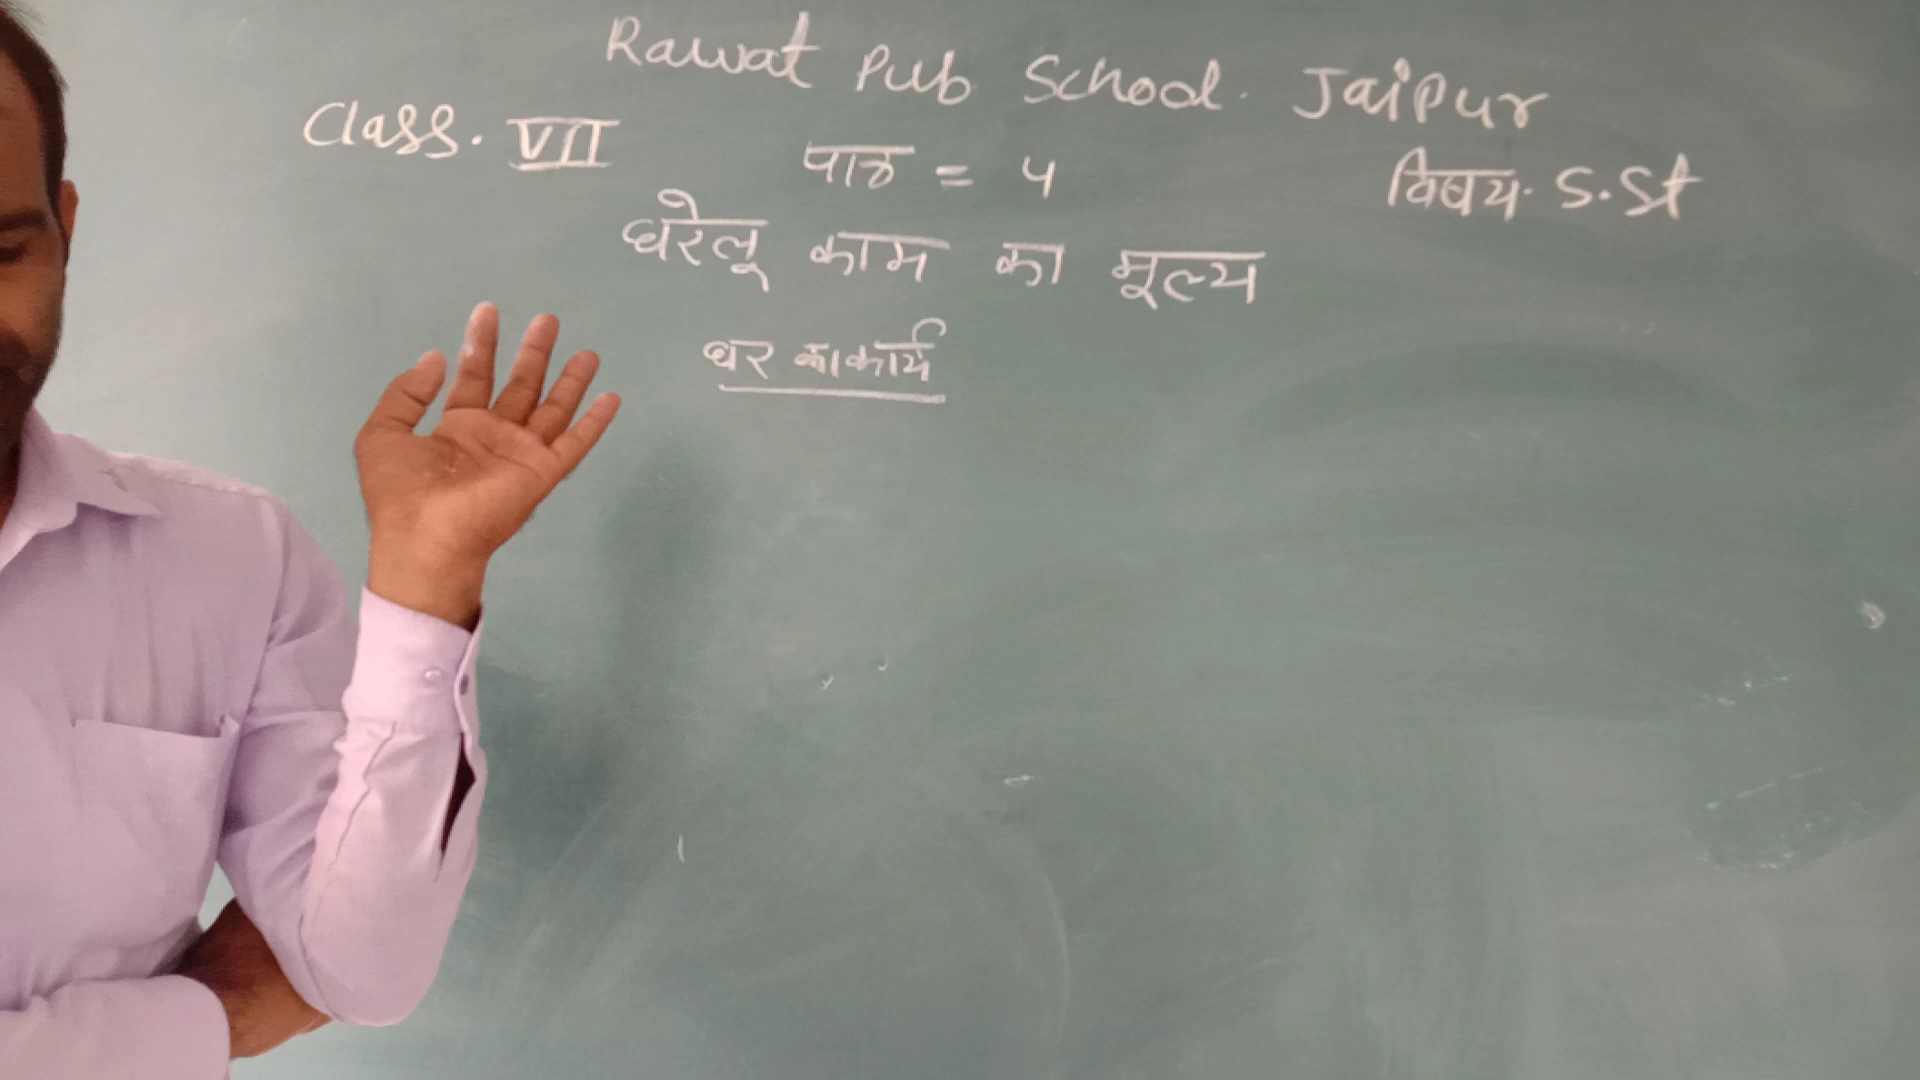 Rawat Pub School. Jaipur
Class. VII पाठ = 4 विषय. S.St
घरेलू काम का मूल्य
घर का कार्य